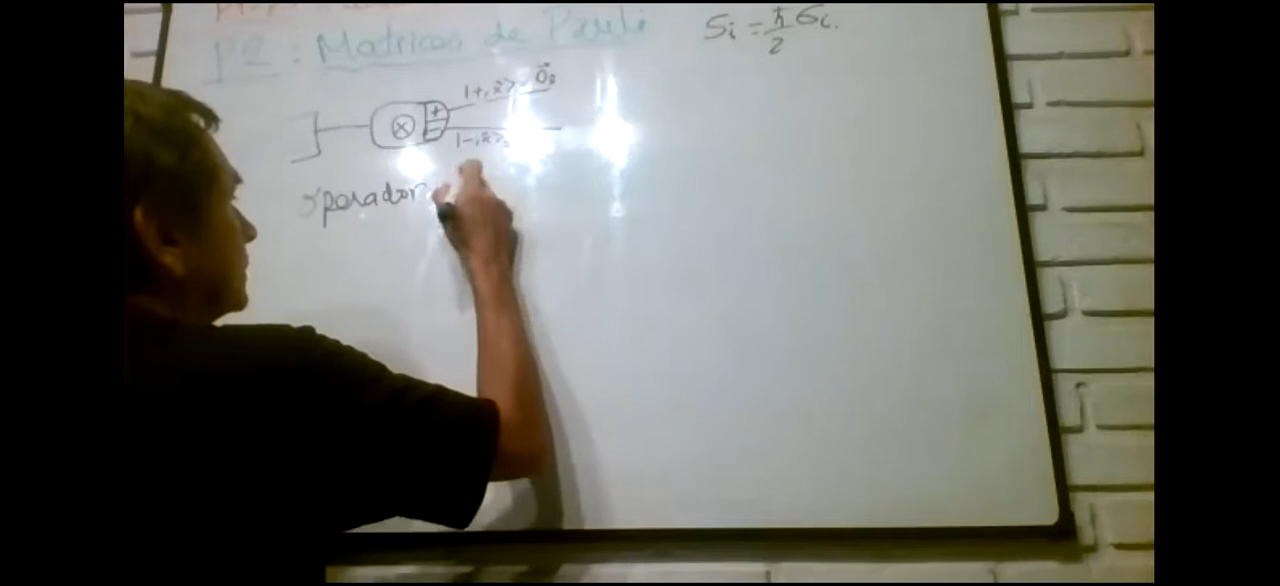 P2 : Matrices de Pauli
Si = ħ/2 σi.
|+, x̂>
+
-
|-, x̂>
operador